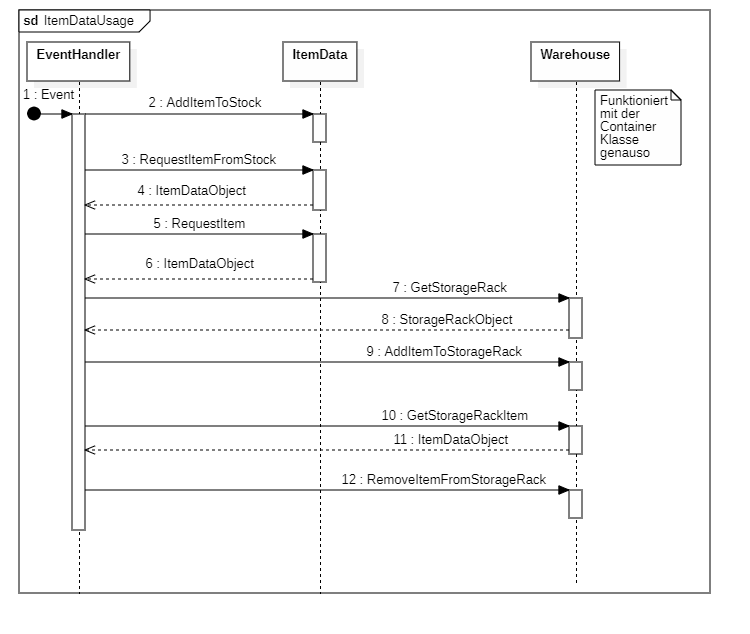 sd ItemDataUsage
EventHandler
ItemData
Warehouse
1 : Event
2 : AddItemToStock
Funktioniert
mit der
Container
Klasse
genauso
3 : RequestItemFromStock
4 : ItemDataObject
5 : RequestItem
6 : ItemDataObject
7 : GetStorageRack
8 : StorageRackObject
9 : AddItemToStorageRack
10 : GetStorageRackItem
11 : ItemDataObject
12 : RemoveItemFromStorageRack